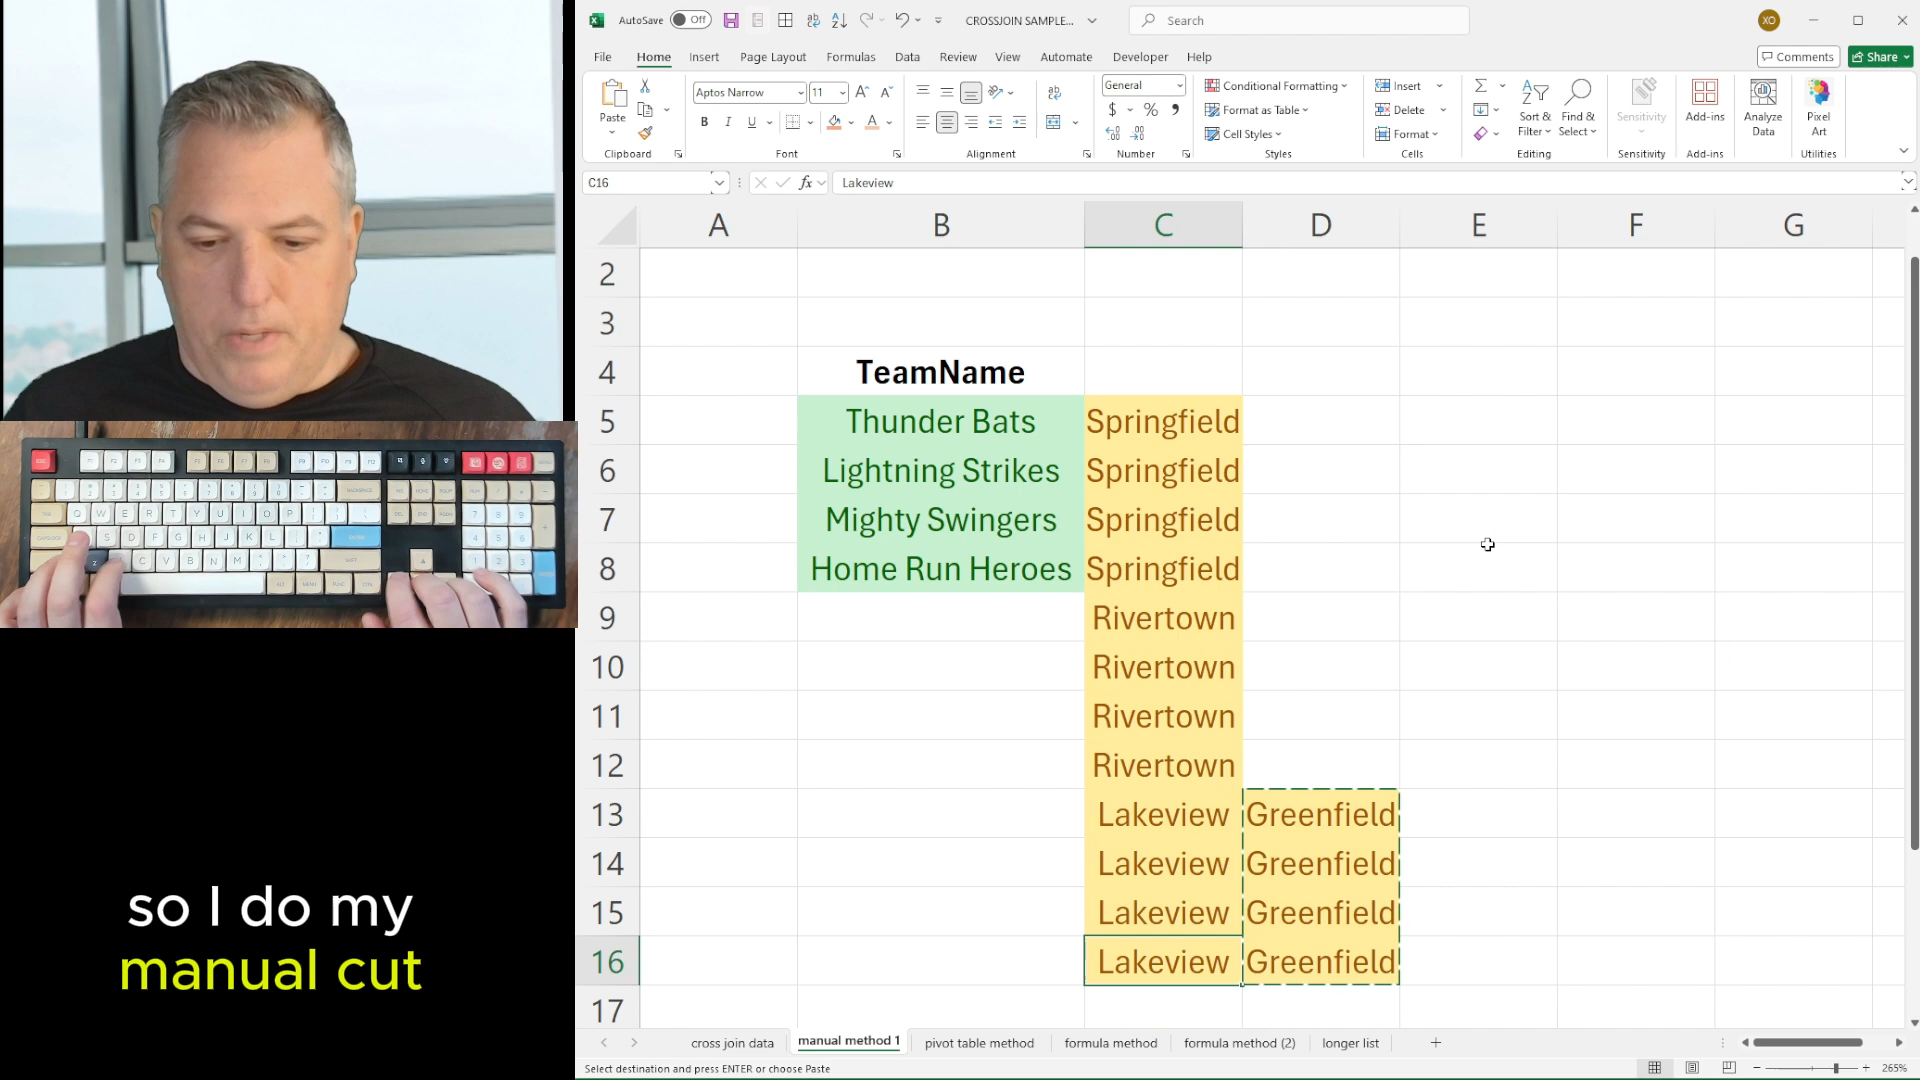 AutoSave Off CROSSJOIN SAMPLE... Search XO
File Home Insert Page Layout Formulas Data Review View Automate Developer Help Comments Share
Paste
Clipboard
Aptos Narrow 11
B I U
Font
Alignment
General
$ % 9
Number
Conditional Formatting
Format as Table
Cell Styles
Styles
Insert
Delete
Format
Cells
Sort & Filter
Find & Select
Editing
Sensitivity
Sensitivity
Add-ins
Add-ins
Analyze Data
Pixel Art
Utilities
C16 fx Lakeview
A B C D E F G
2
3
4 TeamName
5 Thunder Bats Springfield
6 Lightning Strikes Springfield
7 Mighty Swingers Springfield
8 Home Run Heroes Springfield
9 Rivertown
10 Rivertown
11 Rivertown
12 Rivertown
13 Lakeview Greenfield
14 Lakeview Greenfield
15 Lakeview Greenfield
16 Lakeview Greenfield
17
cross join data manual method 1 pivot table method formula method formula method (2) longer list
Select destination and press ENTER or choose Paste 265%
so I do my
manual cut